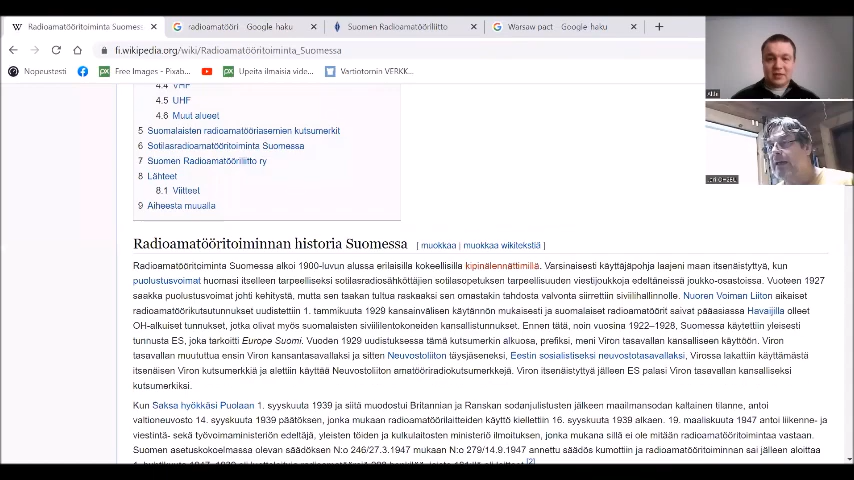 Radioamatööritoiminta Suomess
radioamatööri Google haku
Suomen Radioamatööriliitto
Warsaw pact Google haku
fi.wikipedia.org/wiki/Radioamatööritoiminta_Suomessa
Nopeustesti
Free Images - Pixab...
Upeita ilmaisia video...
Vartiotornin VERKK...
4.4 VHF
4.5 UHF
4.6 Muut alueet
5 Suomalaisten radioamatööriasemien kutsumerkit
6 Sotilasradioamatööritoiminta Suomessa
7 Suomen Radioamatööriliitto ry
8 Lähteet
8.1 Viitteet
9 Aiheesta muualla
Radioamatööritoiminnan historia Suomessa [ muokkaa | muokkaa wikitekstiä ]
Radioamatööritoiminta Suomessa alkoi 1900-luvun alussa erilaisilla kokeellisilla kipinälennättimillä. Varsinaisesti käyttäjäpohja laajeni maan itsenäistyttyä, kun
puolustusvoimat huomasi itselleen tarpeelliseksi sotilasradiosähköttäjien sotilasopetuksen tarpeellisuuden viestijoukkoja edeltäneissä joukko-osastoissa. Vuoteen 1927
saakka puolustusvoimat johti kehitystä, mutta sen taakan tultua raskaaksi sen omastakin tahdosta valvonta siirrettiin siviilihallinnolle. Nuoren Voiman Liiton aikaiset
radioamatöörikutsutunnukset uudistettiin 1. tammikuuta 1929 kansainvälisen käytännön mukaisesti ja suomalaiset radioamatöörit saivat pääasiassa Havaijilla olleet
OH-alkuiset tunnukset, jotka olivat myös suomalaisten siviililentokoneiden kansallistunnukset. Ennen tätä, noin vuosina 1922–1928, Suomessa käytettiin yleisesti
tunnusta ES, joka tarkoitti Europe Suomi. Vuoden 1929 uudistuksessa tämä kutsumerkin alkuosa, prefiksi, meni Viron tasavallan kansalliseen käyttöön. Viron
tasavallan muututtua ensin Viron kansantasavallaksi ja sitten Neuvostoliiton täysjäseneksi, Eestin sosialistiseksi neuvostotasavallaksi, Virossa lakattiin käyttämästä
itsenäisen Viron kutsumerkkiä ja alettiin käyttää Neuvostoliiton amatööriradiokutsumerkkejä. Viron itsenäistyttyä jälleen ES palasi Viron tasavallan kansalliseksi
kutsumerkiksi.
Kun Saksa hyökkäsi Puolaan 1. syyskuuta 1939 ja siitä muodostui Britannian ja Ranskan sodanjulistusten jälkeen maailmansodan kaltainen tilanne, antoi
valtioneuvosto 14. syyskuuta 1939 päätöksen, jonka mukaan radioamatöörilaitteiden käyttö kiellettiin 16. syyskuuta 1939 alkaen. 19. maaliskuuta 1947 antoi liikenne- ja
viestintä- sekä työvoimaministeriön edeltäjä, yleisten töiden ja kulkulaitosten ministeriö ilmoituksen, jonka mukana sillä ei ole mitään radioamatööritoimintaa vastaan.
Suomen asetuskokoelmassa olevan säädöksen N:o 246/27.3.1947 mukaan N:o 279/14.9.1947 annettu säädös kumottiin ja radioamatööritoiminnan sai jälleen aloittaa